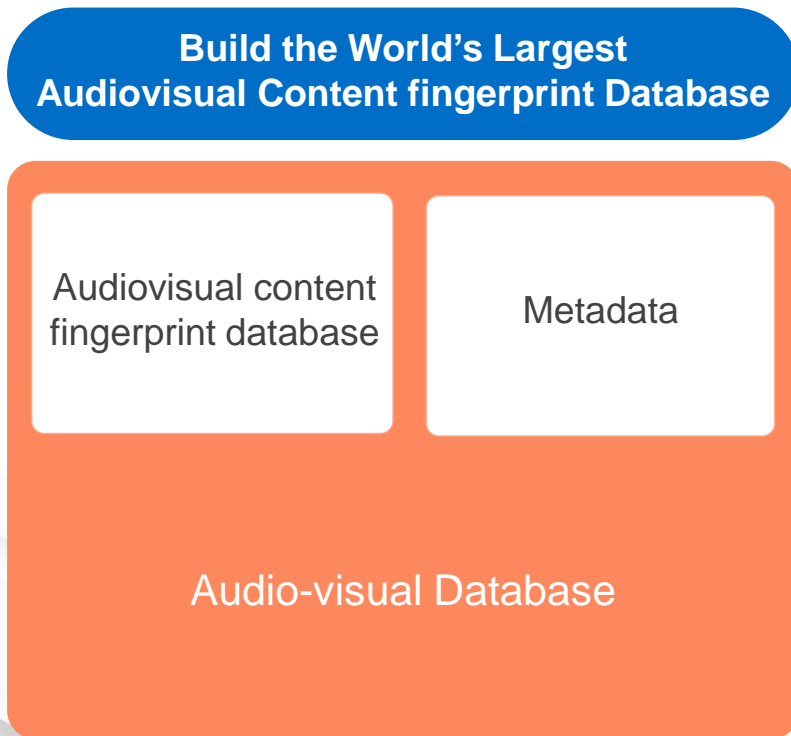 Build the World’s Largest
Audiovisual Content fingerprint Database
Audiovisual content
fingerprint database
Metadata
Audio-visual Database